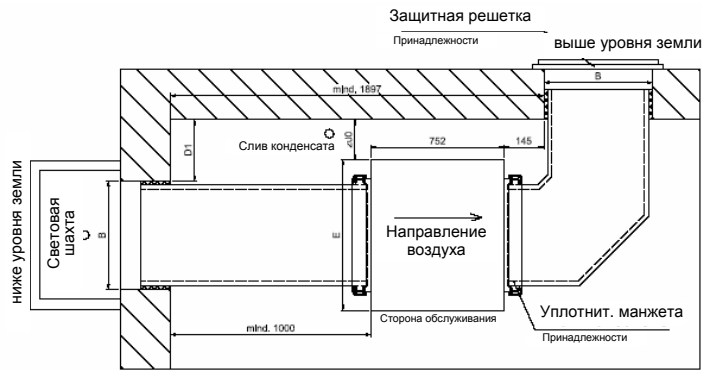 Защитная решетка
Принадлежности
выше уровня земли
B
mind. 1897
200
Слив конденсата
752
145
D1
ниже уровня земли
Световая
шахта
B
E
Направление
воздуха
Уплотнит. манжета
Принадлежности
Сторона обслуживания
mind. 1000